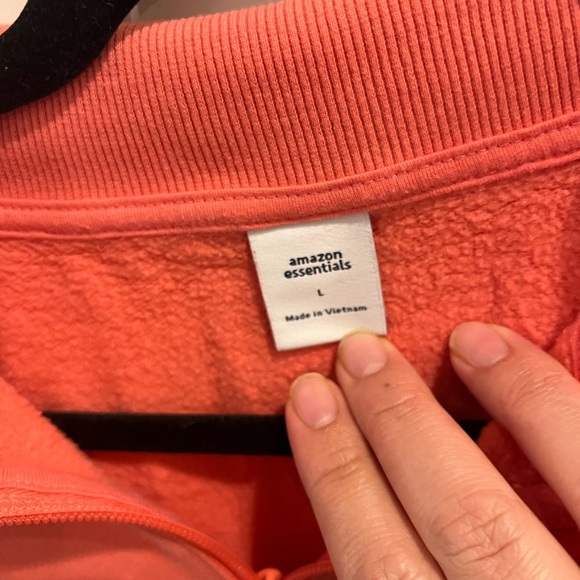 amazon
essentials
L
Made in Vietnam